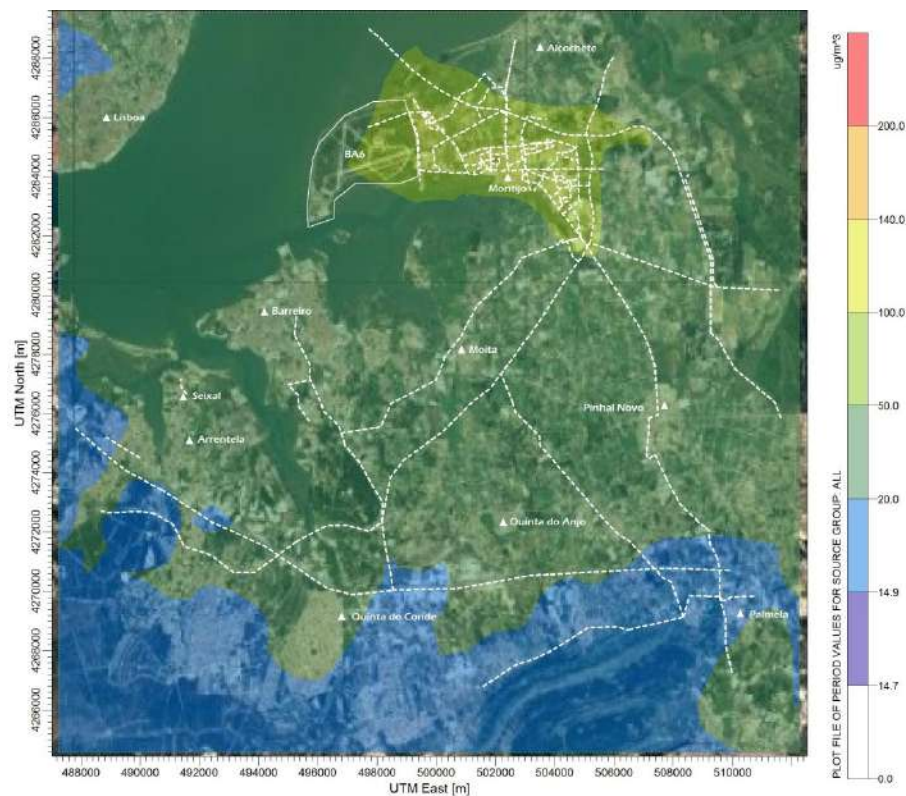 ug/m^3
200.0
140.0
100.0
50.0
20.0
14.9
14.7
0.0
PLOT FILE OF PERIOD VALUES FOR SOURCE GROUP: ALL
Alcochete
Lisboa
BA6
Montijo
Barreiro
Moita
Seixal
Pinhal Novo
Arrentela
Quinta do Anjo
Quinta do Conde
Palmela
UTM North [m]
4288000
4286000
4284000
4282000
4280000
4278000
4276000
4274000
4272000
4270000
4268000
4266000
488000 490000 492000 494000 496000 498000 500000 502000 504000 506000 508000 510000
UTM East [m]